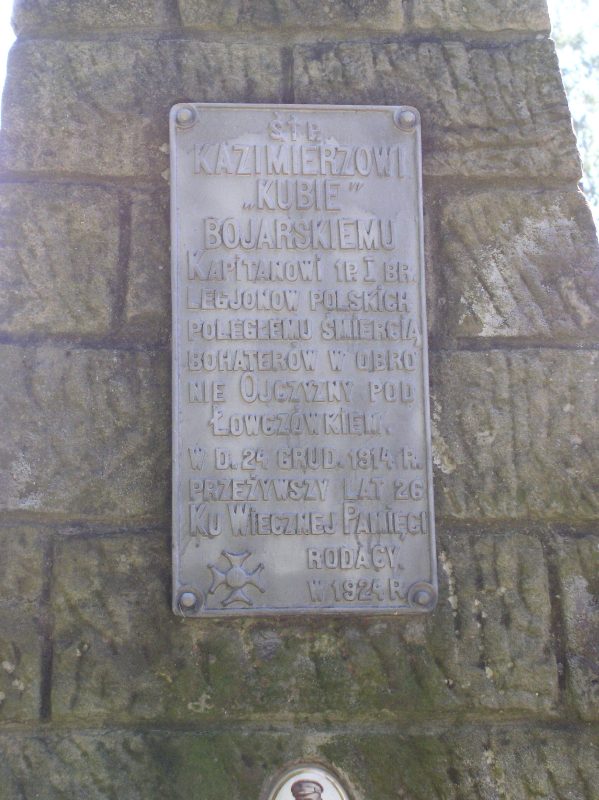 Ś.†P.
KAZIMIERZOWI
„KUBIE”
BOJARSKIEMU
KAPITANOWI 1P. I BR.
LEGJONÓW POLSKICH
POLEGŁEMU ŚMIERCIĄ
BOHATERÓW W OBRO
NIE OJCZYZNY POD
ŁOWCZÓWKIEM.
W D. 24 GRUD. 1914. R.
PRZEŻYWSZY LAT 26
KU WIECZNEJ PAMIĘCI
RODACY.
W 1924 R.